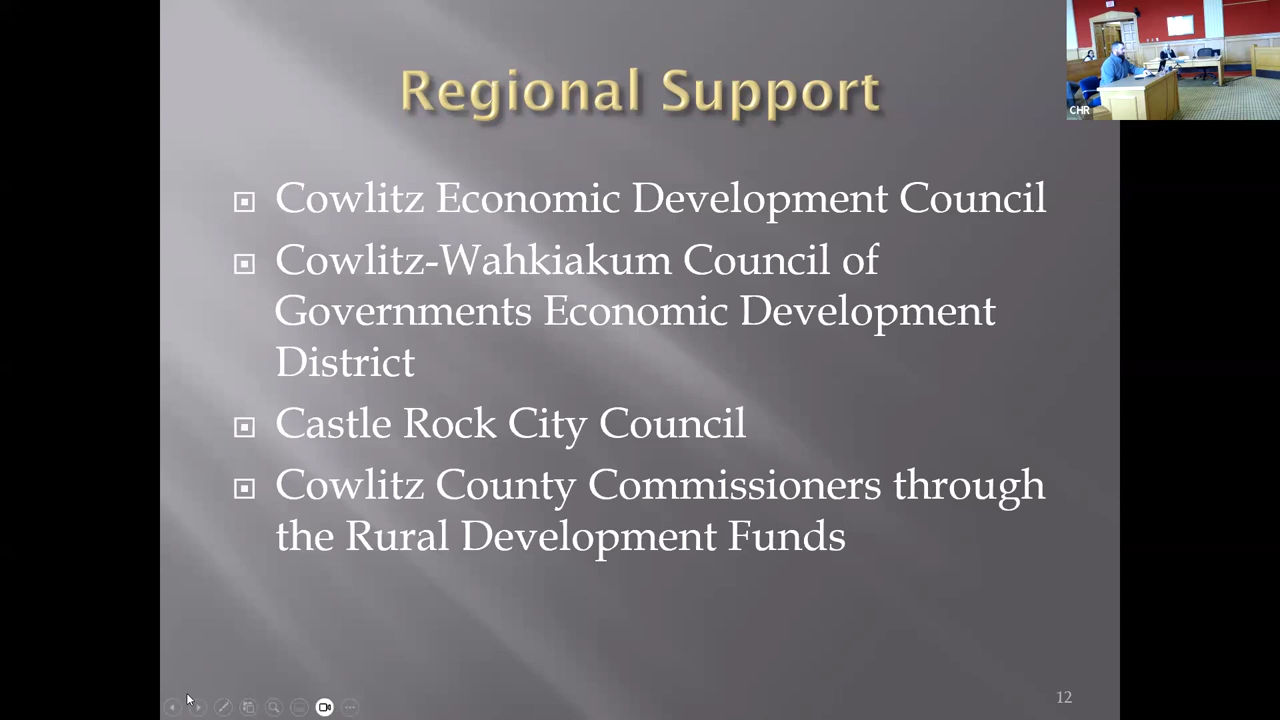 Regional Support
CHR
Cowlitz Economic Development Council
Cowlitz-Wahkiakum Council of
Governments Economic Development
District
Castle Rock City Council
Cowlitz County Commissioners through
the Rural Development Funds
12